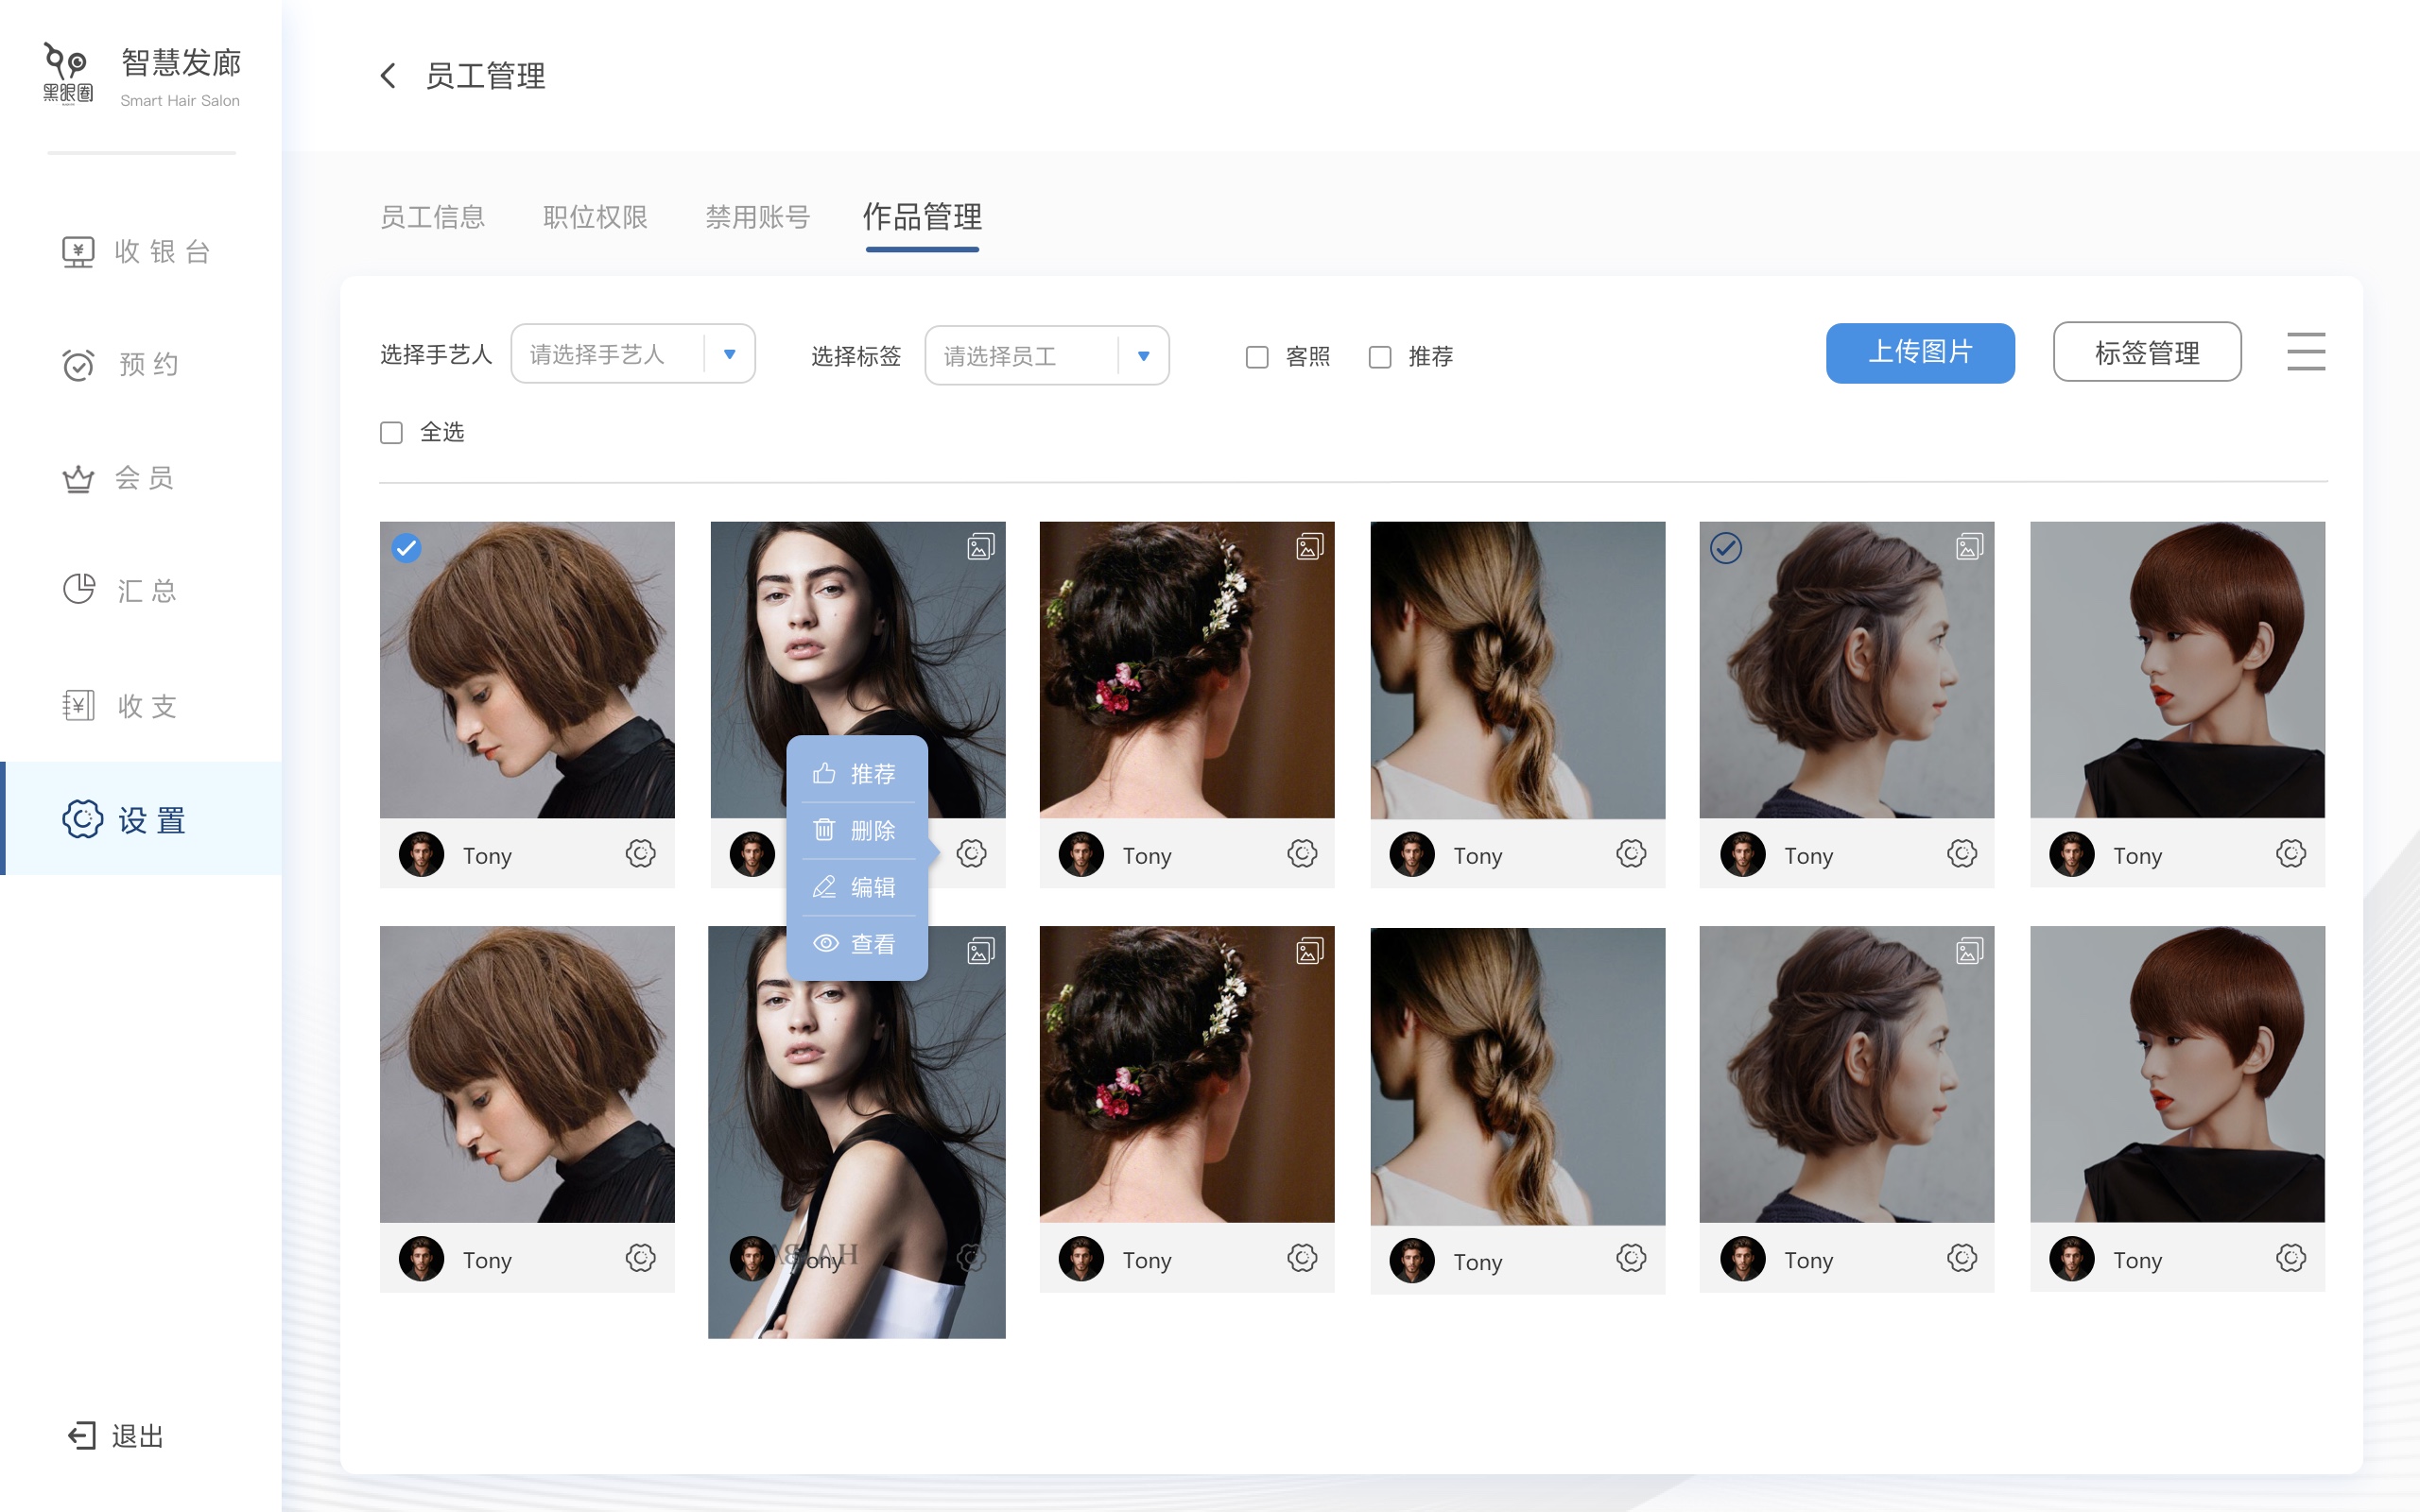 智慧发廊
黑眼圈
Smart Hair Salon
员工管理
收银台
预约
会员
汇总
收支
设置
退出
员工信息
职位权限
禁用账号
作品管理
选择手艺人
请选择手艺人
选择标签
请选择员工
客照
推荐
上传图片
标签管理
全选
推荐
删除
编辑
查看
Tony
Tony
Tony
Tony
Tony
Tony
Tony
Tony
Tony
Tony
Tony